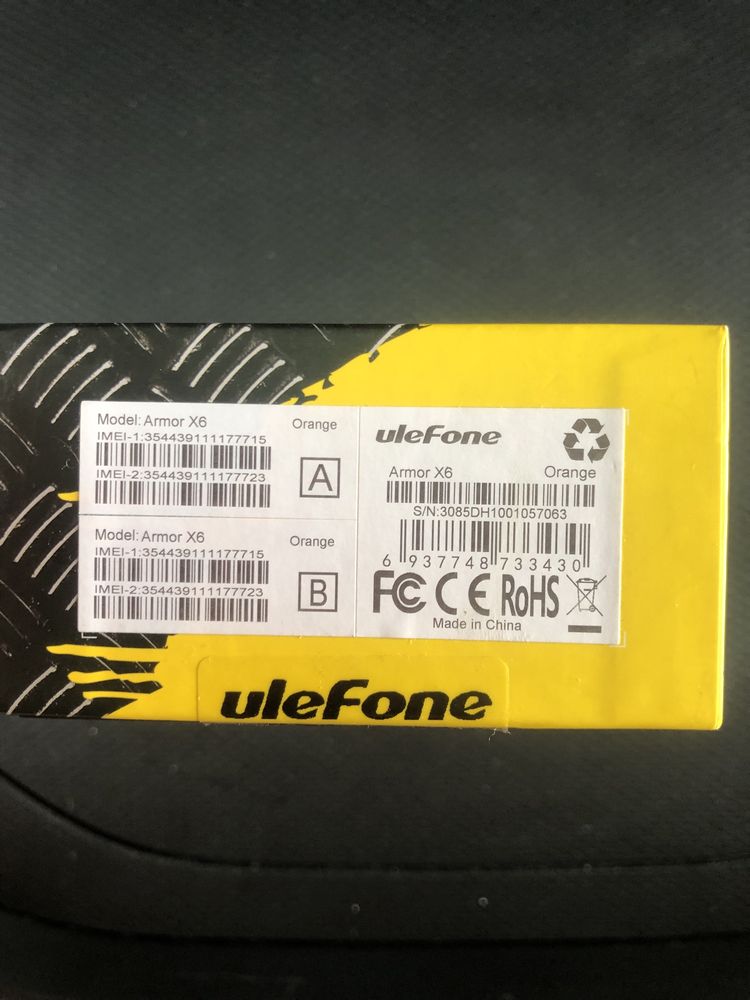 Model: Armor X6
Orange
IMEI-1:354439111177715
IMEI-2:354439111177723
A
Model: Armor X6
Orange
IMEI-1:354439111177715
IMEI-2:354439111177723
B
uleFone
Armor X6 Orange
S/N:3085DH1001057063
6 937748 733430
FC CE RoHS
Made in China
uleFone